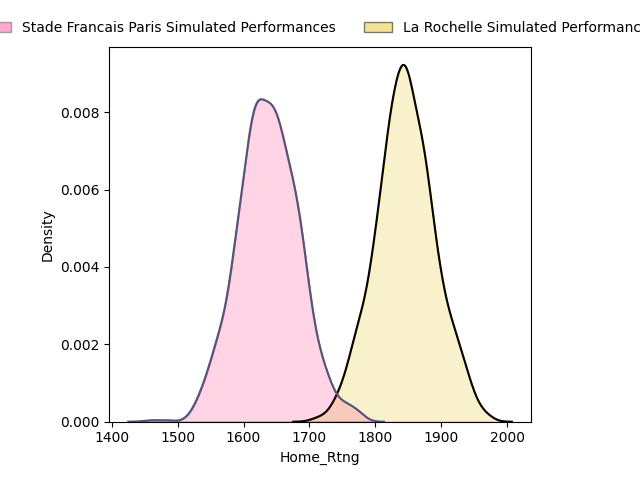 Stade Francais Paris Simulated Performances La Rochelle Simulated Performanc
0.008
0.006
0.004
0.002
0.000
Density
1400 1500 1600 1700 1800 1900 2000
Home_Rtng